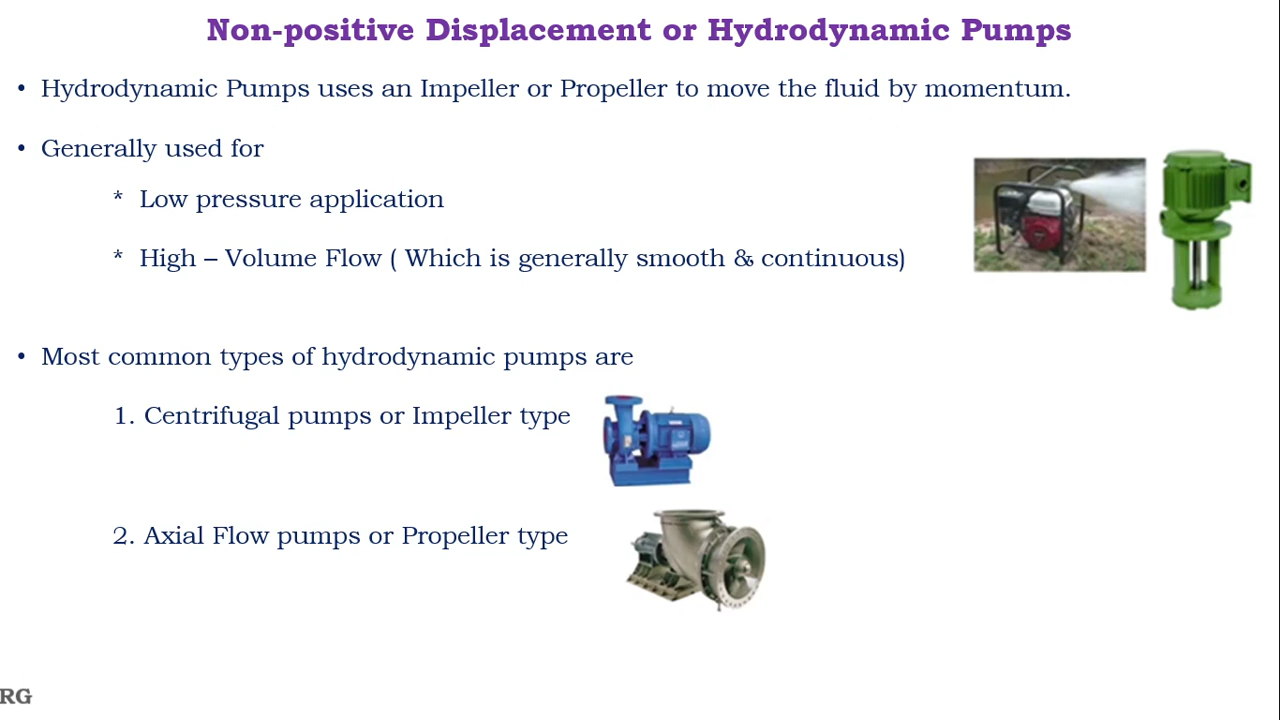 Non-positive Displacement or Hydrodynamic Pumps
• Hydrodynamic Pumps uses an Impeller or Propeller to move the fluid by momentum.
• Generally used for
* Low pressure application
* High – Volume Flow ( Which is generally smooth & continuous)
• Most common types of hydrodynamic pumps are
1. Centrifugal pumps or Impeller type
2. Axial Flow pumps or Propeller type
RG